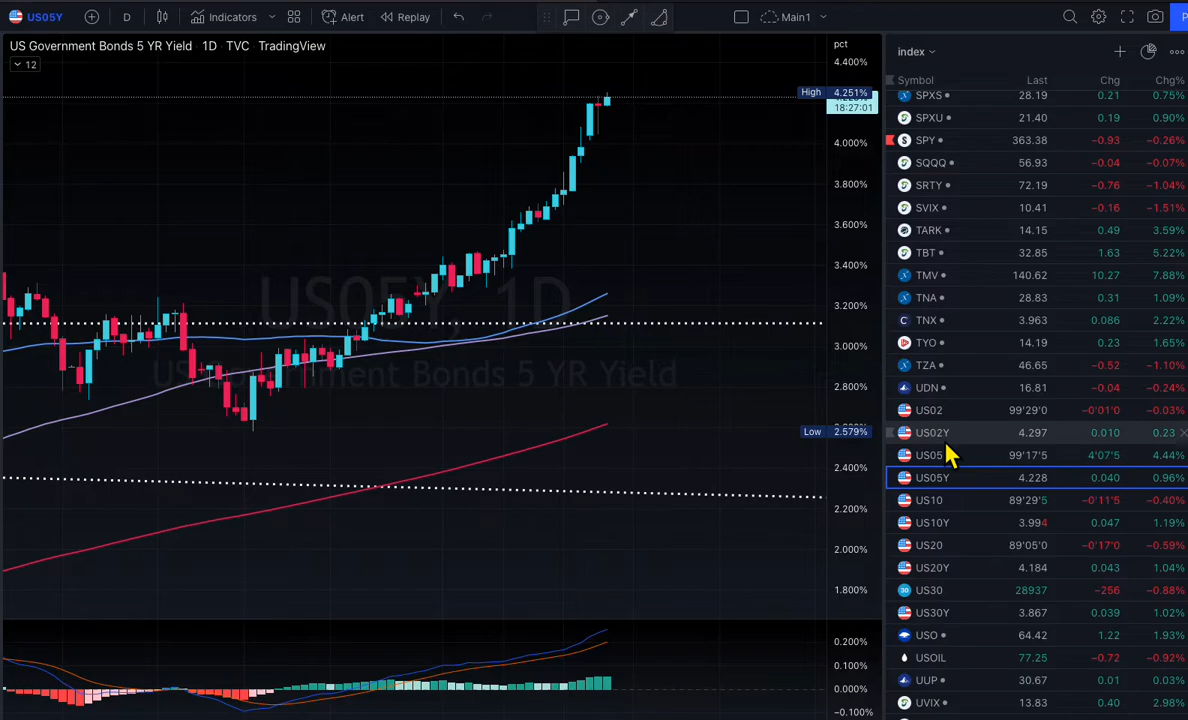 US05Y D Indicators Alert Replay Main1 P
US Government Bonds 5 YR Yield · 1D · TVC · TradingView
12
US05Y, 1D
US Government Bonds 5 YR Yield
pct
4.400%
High 4.251%
18:27:01
4.000%
3.800%
3.600%
3.400%
3.200%
3.000%
2.800%
Low 2.579%
2.400%
2.200%
2.000%
1.800%
0.200%
0.100%
0.000%
−0.100%
index
Symbol Last Chg Chg%
SPXS 28.19 0.21 0.75%
SPXU 21.40 0.19 0.90%
SPY 363.38 −0.93 −0.26%
SQQQ 56.93 −0.04 −0.07%
SRTY 72.19 −0.76 −1.04%
SVIX 10.41 −0.16 −1.51%
TARK 14.15 0.49 3.59%
TBT 32.85 1.63 5.22%
TMV 140.62 10.27 7.88%
TNA 28.83 0.31 1.09%
TNX 3.963 0.086 2.22%
TYO 14.19 0.23 1.65%
TZA 46.65 −0.52 −1.10%
UDN 16.81 −0.04 −0.24%
US02 99'29'0 −0'01'0 −0.03%
US02Y 4.297 0.010 0.23
US05 99'17'5 4'07'5 4.44%
US05Y 4.228 0.040 0.96%
US10 89'29'5 −0'11'5 −0.40%
US10Y 3.994 0.047 1.19%
US20 89'05'0 −0'17'0 −0.59%
US20Y 4.184 0.043 1.04%
30 US30 28937 −256 −0.88%
US30Y 3.867 0.039 1.02%
USO 64.42 1.22 1.93%
USOIL 77.25 −0.72 −0.92%
UUP 30.67 0.01 0.03%
UVIX 13.83 0.40 2.98%